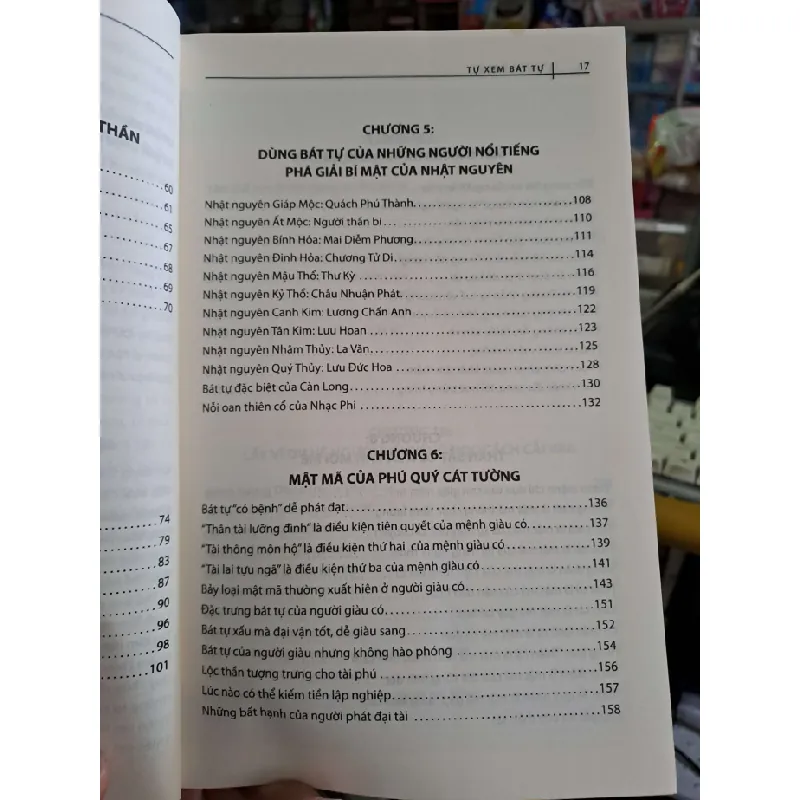 THẦN
60
61
65
67
68
69
70
74
79
83
87
90
96
98
101
TỰ XEM BÁT TỰ | 17
CHƯƠNG 5:
DÙNG BÁT TỰ CỦA NHỮNG NGƯỜI NỔI TIẾNG
PHÁ GIẢI BÍ MẬT CỦA NHẬT NGUYÊN
Nhật nguyên Giáp Mộc: Quách Phú Thành.....108
Nhật nguyên Ất Mộc: Người thần bí.....110
Nhật nguyên Bính Hỏa: Mai Diễm Phương.....111
Nhật nguyên Đinh Hỏa: Chương Tử Di.....114
Nhật nguyên Mậu Thổ: Thư Kỳ.....116
Nhật nguyên Kỷ Thổ: Châu Nhuận Phát.....119
Nhật nguyên Canh Kim: Lương Chấn Anh.....122
Nhật nguyên Tân Kim: Lưu Hoan.....123
Nhật nguyên Nhâm Thủy: La Văn.....125
Nhật nguyên Quý Thủy: Lưu Đức Hoa.....128
Bát tự đặc biệt của Càn Long.....130
Nỗi oan thiên cổ của Nhạc Phi.....132
CHƯƠNG 6:
MẬT MÃ CỦA PHÚ QUÝ CÁT TƯỜNG
Bát tự "có bệnh" dễ phát đạt.....136
"Thân tài lưỡng đình" là điều kiện tiên quyết của mệnh giàu có.....137
"Tài thông môn hộ" là điều kiện thứ hai của mệnh giàu có.....139
"Tài lai tựu ngã" là điều kiện thứ ba của mệnh giàu có.....141
Bảy loại mật mã thường xuất hiện ở người giàu có.....143
Đặc trưng bát tự của người giàu có.....151
Bát tự xấu mà đại vận tốt, dễ giàu sang.....152
Bát tự của người giàu nhưng không hào phóng.....154
Lộc thần tượng trưng cho tài phú.....156
Lúc nào có thể kiếm tiền lập nghiệp.....157
Những bất hạnh của người phát đại tài.....158